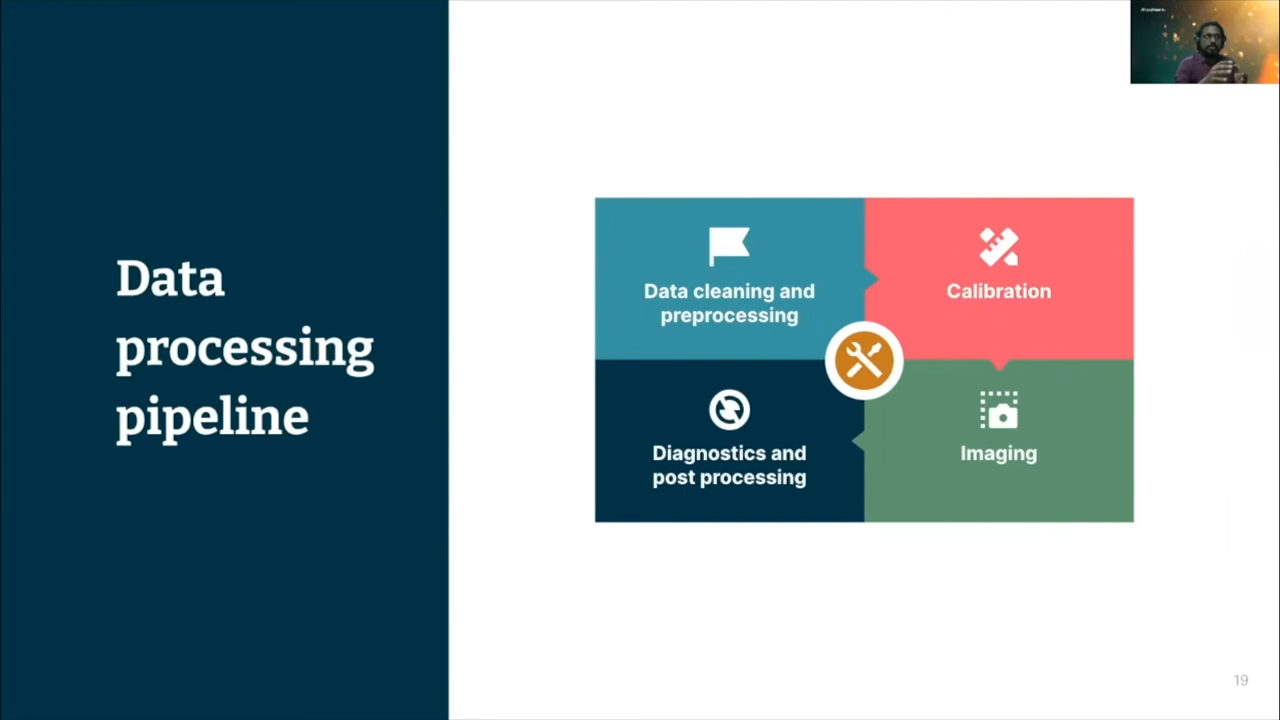 Data
processing
pipeline
Data cleaning and
preprocessing
Calibration
Diagnostics and
post processing
Imaging
19